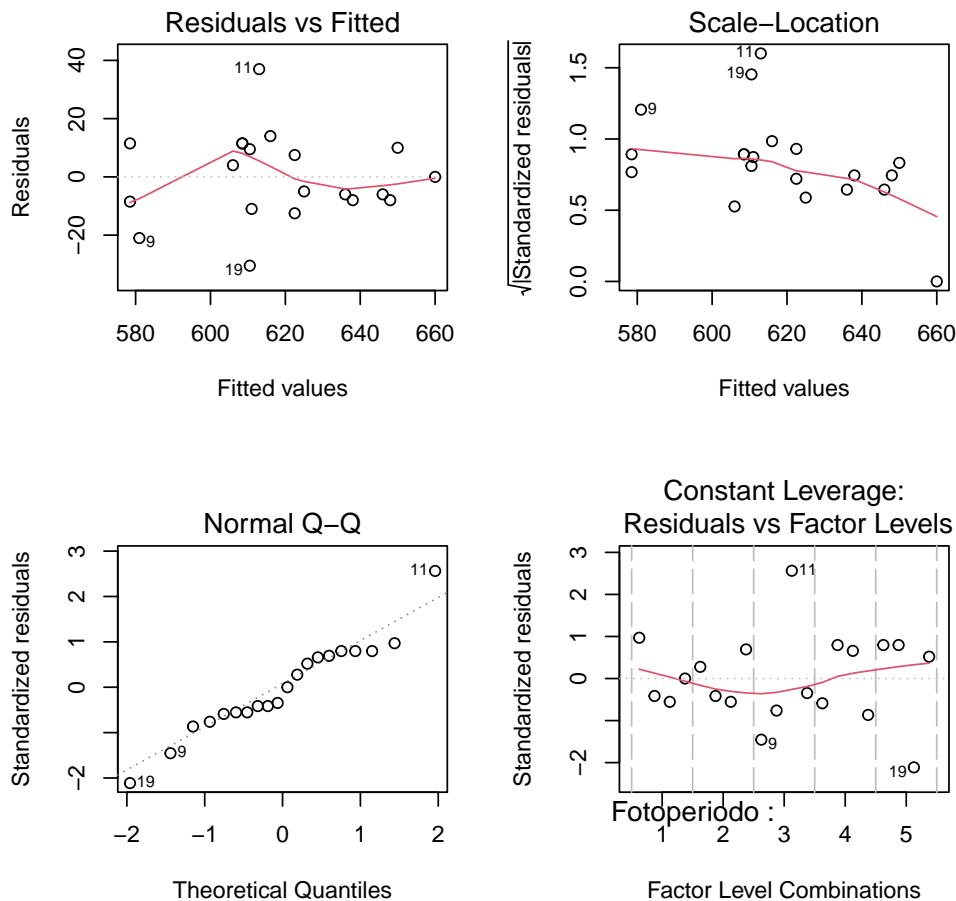 Residuals vs Fitted
Residuals
40
20
0
−20
11
9
19
580 600 620 640 660
Fitted values
Scale−Location
√|Standardized residuals|
1.5
1.0
0.5
0.0
11
19
9
580 600 620 640 660
Fitted values
Normal Q−Q
Standardized residuals
3
2
1
0
−2
11
9
19
−2 −1 0 1 2
Theoretical Quantiles
Constant Leverage:
Residuals vs Factor Levels
Standardized residuals
3
2
1
0
−2
11
9
19
Fotoperiodo :
1 2 3 4 5
Factor Level Combinations